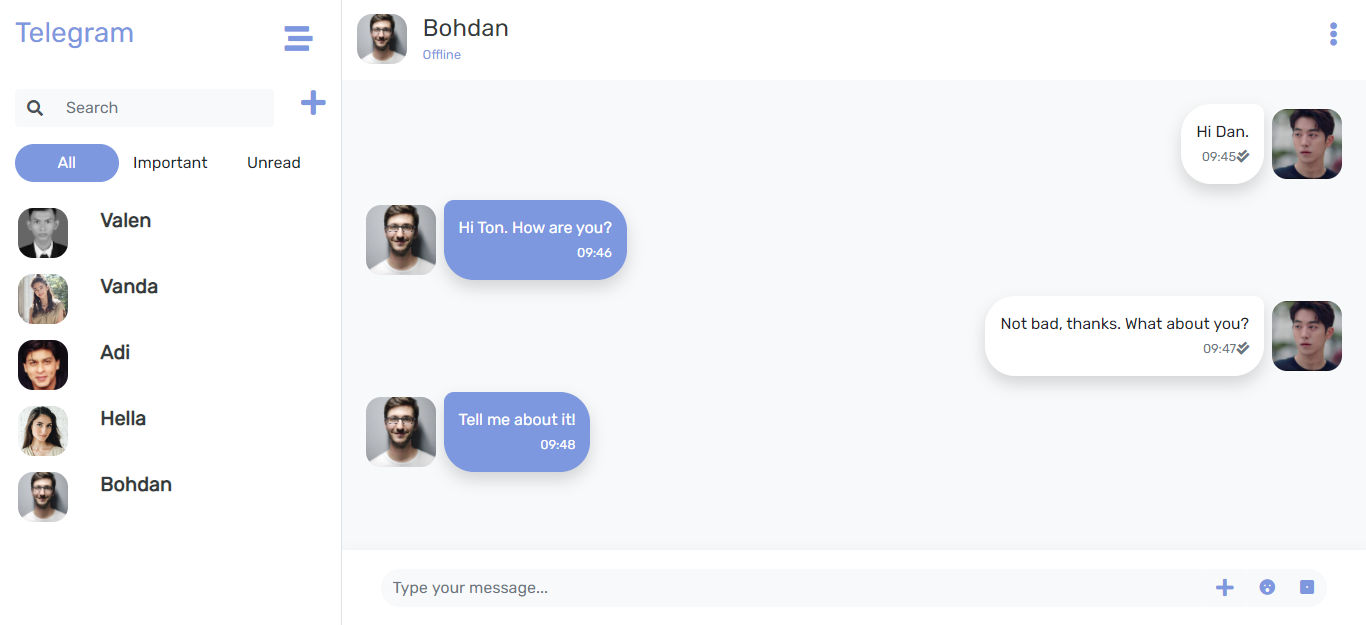 Telegram
Search
All
Important
Unread
Valen
Vanda
Adi
Hella
Bohdan
Bohdan
Offline
Hi Dan.
09:45
Hi Ton. How are you?
09:46
Not bad, thanks. What about you?
09:47
Tell me about it!
09:48
Type your message...